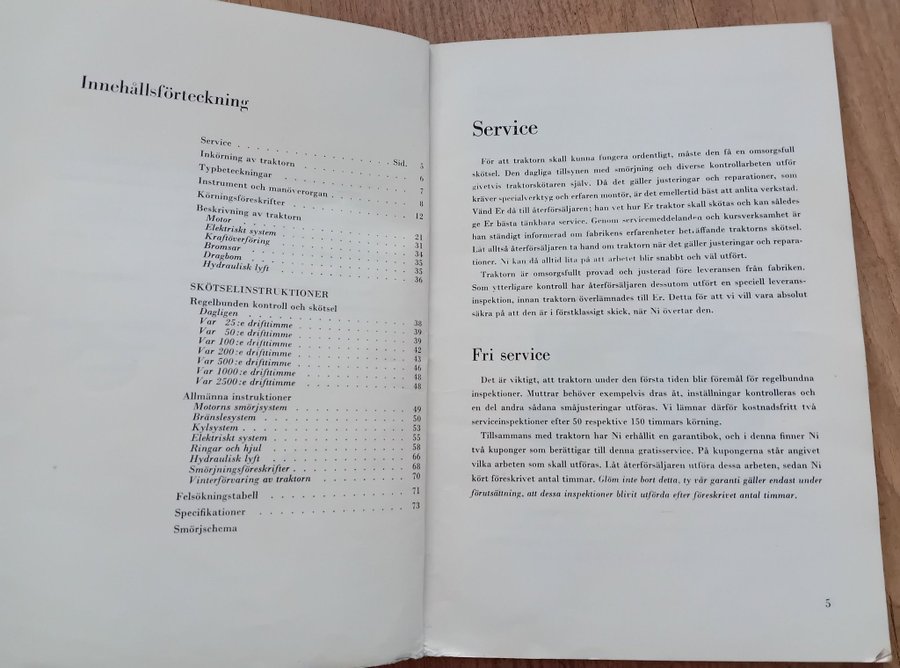 Innehållsförteckning
Service . . . . . . . . . . . . . . Sid. 5
Inkörning av traktorn . . . . . . . . . . 6
Typbeteckningar . . . . . . . . . . . . 7
Instrument och manöverorgan . . . . . . . . 8
Körningsföreskrifter . . . . . . . . . . . 12
Beskrivning av traktorn
Motor . . . . . . . . . . . . . . 21
Elektriskt system . . . . . . . . . . . 31
Kraftöverföring . . . . . . . . . . . . 34
Bromsar . . . . . . . . . . . . . . 35
Dragbom . . . . . . . . . . . . . . 35
Hydraulisk lyft . . . . . . . . . . . . 36
SKÖTSELINSTRUKTIONER
Regelbunden kontroll och skötsel
Dagligen . . . . . . . . . . . . . . 38
Var 25:e drifttimme . . . . . . . . . . . 39
Var 50:e drifttimme . . . . . . . . . . . 39
Var 100:e drifttimme . . . . . . . . . . . 42
Var 200:e drifttimme . . . . . . . . . . . 43
Var 500:e drifttimme . . . . . . . . . . . 46
Var 1000:e drifttimme . . . . . . . . . . . 48
Var 2500:e drifttimme . . . . . . . . . . . 48
Allmänna instruktioner
Motorns smörjsystem . . . . . . . . . . . 49
Bränslesystem . . . . . . . . . . . . . 50
Kylsystem . . . . . . . . . . . . . . 53
Elektriskt system . . . . . . . . . . . . 55
Ringar och hjul . . . . . . . . . . . . 58
Hydraulisk lyft . . . . . . . . . . . . 66
Smörjningsföreskrifter . . . . . . . . . . . 68
Vinterförvaring av traktorn . . . . . . . . . 70
Felsökningstabell . . . . . . . . . . . . 71
Specifikationer . . . . . . . . . . . . . 73
Smörjschema
Service
För att traktorn skall kunna fungera ordentligt, måste den få en omsorgsfull
skötsel. Den dagliga tillsynen med smörjning och diverse kontrollarbeten utför
givetvis traktorskötaren själv. Då det gäller justeringar och reparationer, som
kräver specialverktyg och erfaren montör, är det emellertid bäst att anlita verkstad.
Vänd Er då till återförsäljaren; han vet hur Er traktor skall skötas och kan således
ge Er bästa tänkbara service. Genom servicemeddelanden och kursverksamhet är
han ständigt informerad om fabrikens erfarenheter beträffande traktorns skötsel.
Låt alltså återförsäljaren ta hand om traktorn när det gäller justeringar och repara-
tioner. Ni kan då alltid lita på att arbetet blir snabbt och väl utfört.
Traktorn är omsorgsfullt provad och justerad före leveransen från fabriken.
Som ytterligare kontroll har återförsäljaren dessutom utfört en speciell leverans-
inspektion, innan traktorn överlämnades till Er. Detta för att vi vill vara absolut
säkra på att den är i förstklassigt skick, när Ni övertar den.
Fri service
Det är viktigt, att traktorn under den första tiden blir föremål för regelbundna
inspektioner. Muttrar behöver exempelvis dras åt, inställningar kontrolleras och
en del andra sådana småjusteringar utföras. Vi lämnar därför kostnadsfritt två
serviceinspektioner efter 50 respektive 150 timmars körning.
Tillsammans med traktorn har Ni erhållit en garantibok, och i denna finner Ni
två kuponger som berättigar till denna gratisservice. På kupongerna står angivet
vilka arbeten som skall utföras. Låt återförsäljaren utföra dessa arbeten, sedan Ni
kört föreskrivet antal timmar. Glöm inte bort detta, ty vår garanti gäller endast under
förutsättning, att dessa inspektioner blivit utförda efter föreskrivet antal timmar.
5